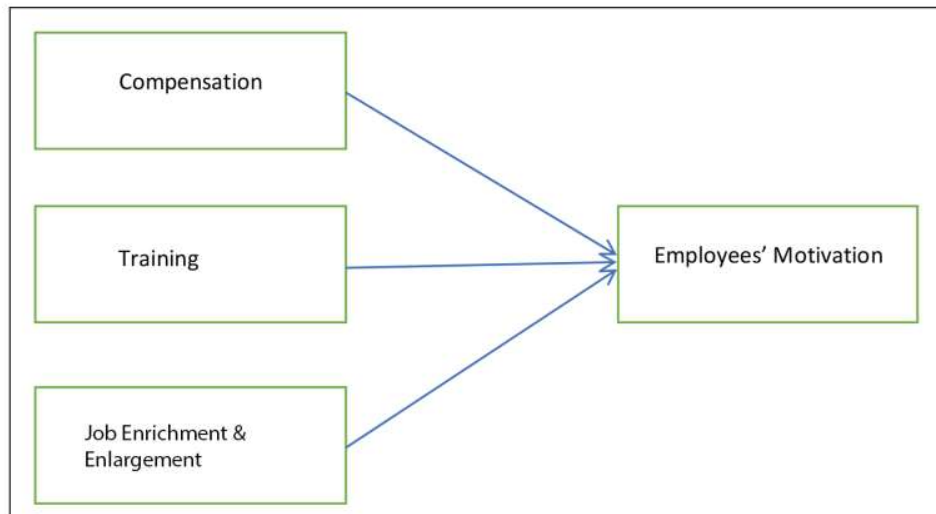 Compensation
Training
Employees’ Motivation
Job Enrichment &
Enlargement